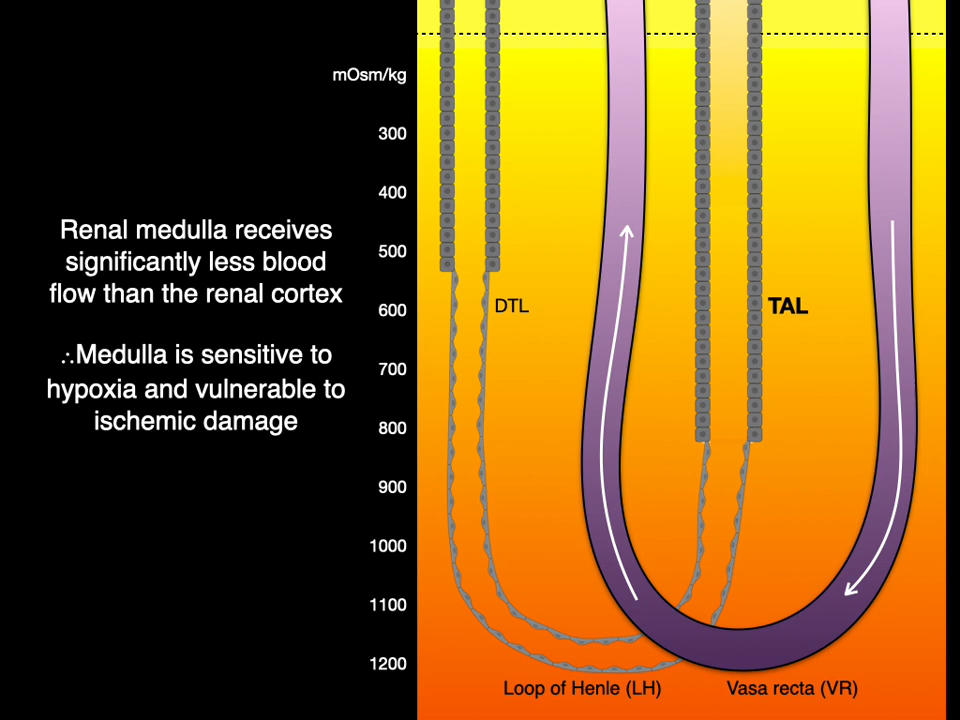 Renal medulla receives
significantly less blood
flow than the renal cortex
∴Medulla is sensitive to
hypoxia and vulnerable to
ischemic damage
mOsm/kg
300
400
500
600
700
800
900
1000
1100
1200
DTL
TAL
Loop of Henle (LH)
Vasa recta (VR)